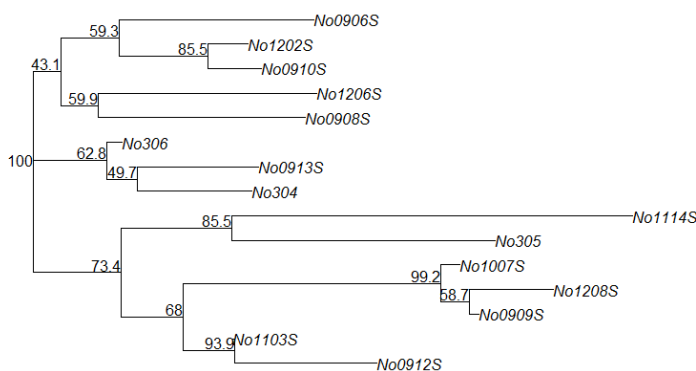 No0906S
59.3
No1202S
85.5
No0910S
43.1
No1206S
59.9
No0908S
No306
100
62.8
No0913S
49.7
No304
No1114S
85.5
No305
73.4
No1007S
99.2
No1208S
58.7
No0909S
68
No1103S
93.9
No0912S